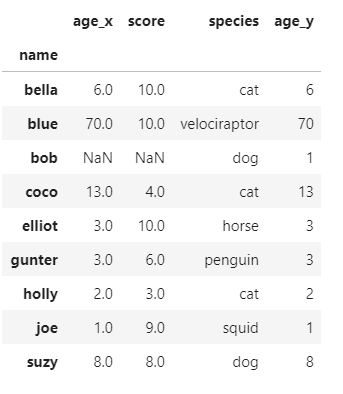 age_x score species age_y
name
bella 6.0 10.0 cat 6
blue 70.0 10.0 velociraptor 70
bob NaN NaN dog 1
coco 13.0 4.0 cat 13
elliot 3.0 10.0 horse 3
gunter 3.0 6.0 penguin 3
holly 2.0 3.0 cat 2
joe 1.0 9.0 squid 1
suzy 8.0 8.0 dog 8